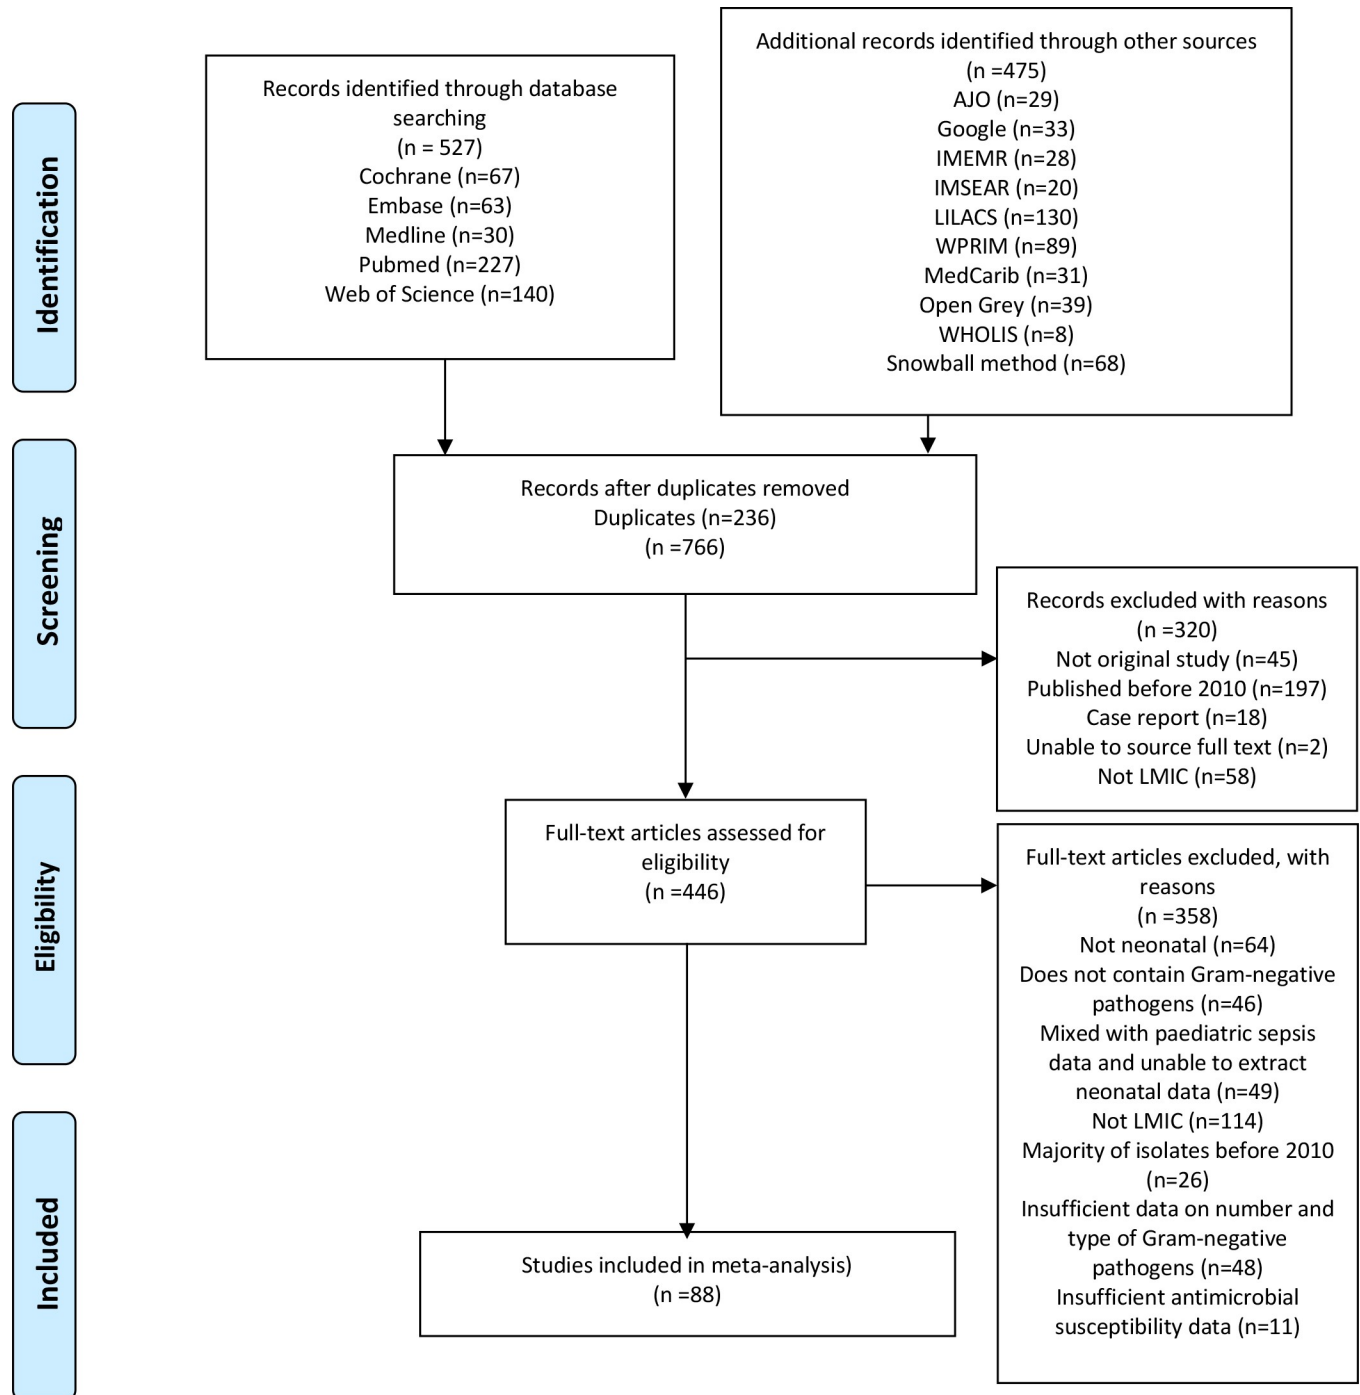 Identification
Records identified through database
searching
(n = 527)
Cochrane (n=67)
Embase (n=63)
Medline (n=30)
Pubmed (n=227)
Web of Science (n=140)
Additional records identified through other sources
(n =475)
AJO (n=29)
Google (n=33)
IMEMR (n=28)
IMSEAR (n=20)
LILACS (n=130)
WPRIM (n=89)
MedCarib (n=31)
Open Grey (n=39)
WHOLIS (n=8)
Snowball method (n=68)
Screening
Records after duplicates removed
Duplicates (n=236)
(n =766)
Records excluded with reasons
(n =320)
Not original study (n=45)
Published before 2010 (n=197)
Case report (n=18)
Unable to source full text (n=2)
Not LMIC (n=58)
Eligibility
Full-text articles assessed for
eligibility
(n =446)
Full-text articles excluded, with
reasons
(n =358)
Not neonatal (n=64)
Does not contain Gram-negative
pathogens (n=46)
Mixed with paediatric sepsis
data and unable to extract
neonatal data (n=49)
Not LMIC (n=114)
Majority of isolates before 2010
(n=26)
Insufficient data on number and
type of Gram-negative
pathogens (n=48)
Insufficient antimicrobial
susceptibility data (n=11)
Included
Studies included in meta-analysis)
(n =88)